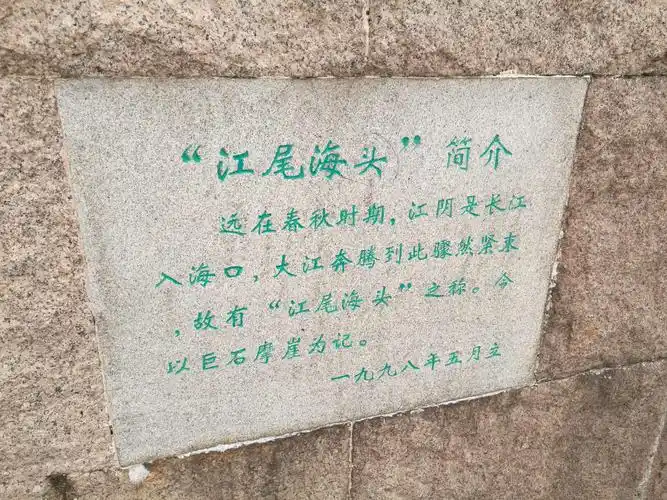 “江尾海头”简介
远在春秋时期，江阴是长江
入海口，大江奔腾到此骤然紧束
，故有“江尾海头”之称。今
以巨石摩崖为记。
一九九八年五月立